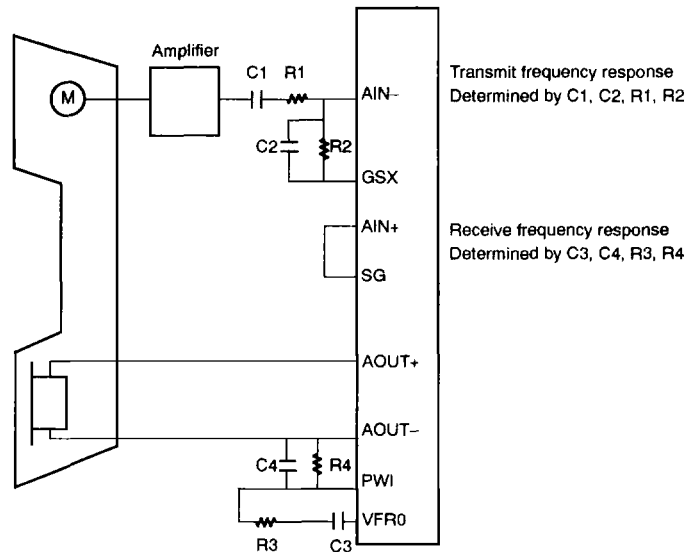 Amplifier
C1
R1
M
AIN−
Transmit frequency response
Determined by C1, C2, R1, R2
C2
R2
GSX
AIN+
Receive frequency response
Determined by C3, C4, R3, R4
SG
AOUT+
AOUT−
C4
R4
PWI
VFR0
R3
C3